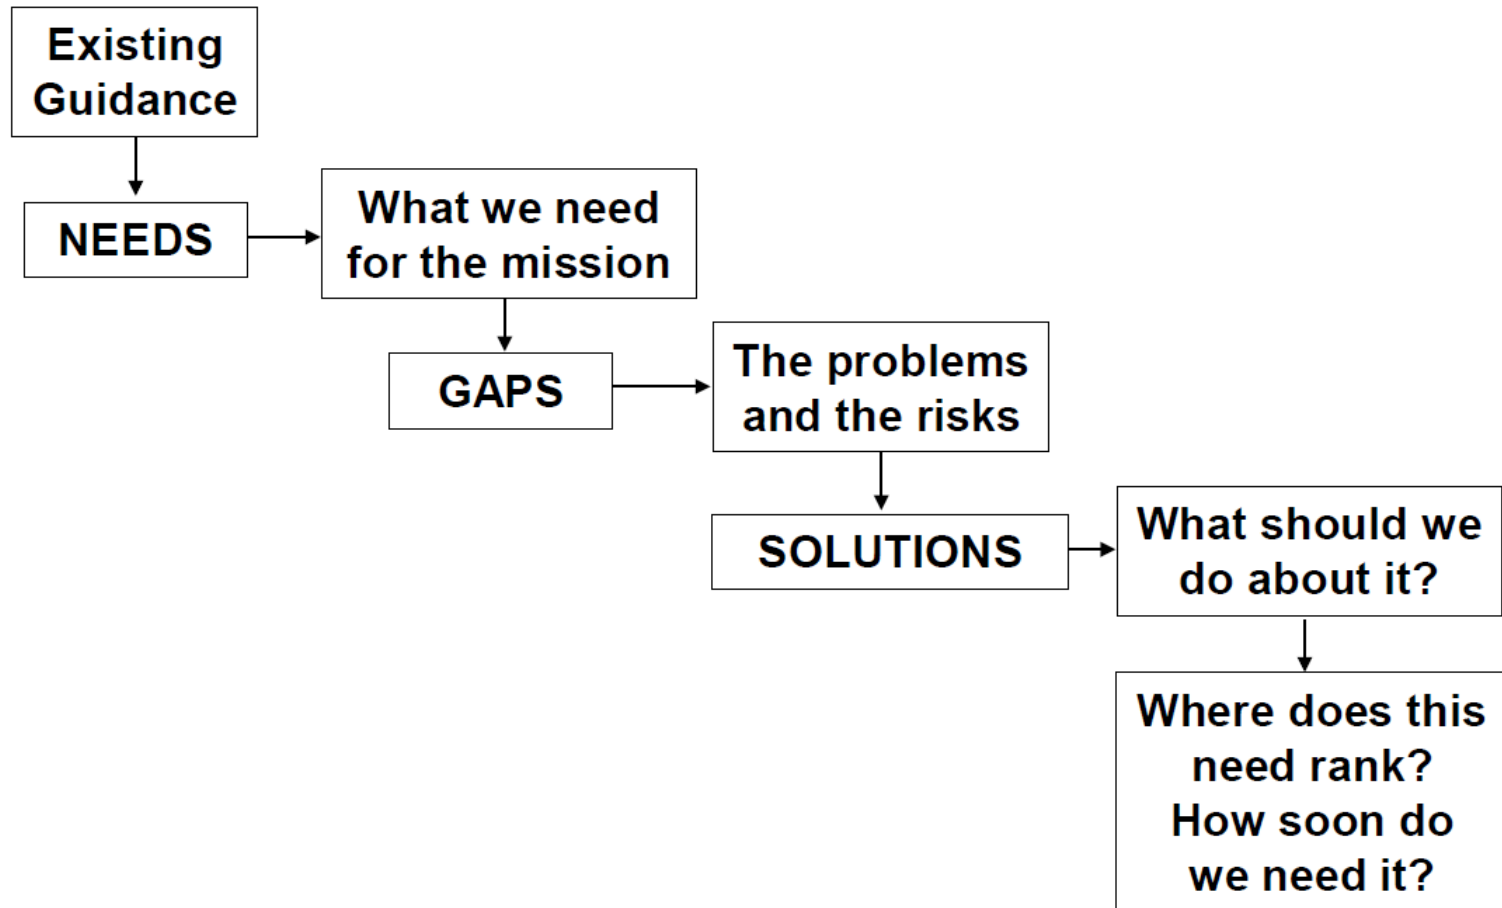 Existing
Guidance
NEEDS
What we need
for the mission
GAPS
The problems
and the risks
SOLUTIONS
What should we
do about it?
Where does this
need rank?
How soon do
we need it?